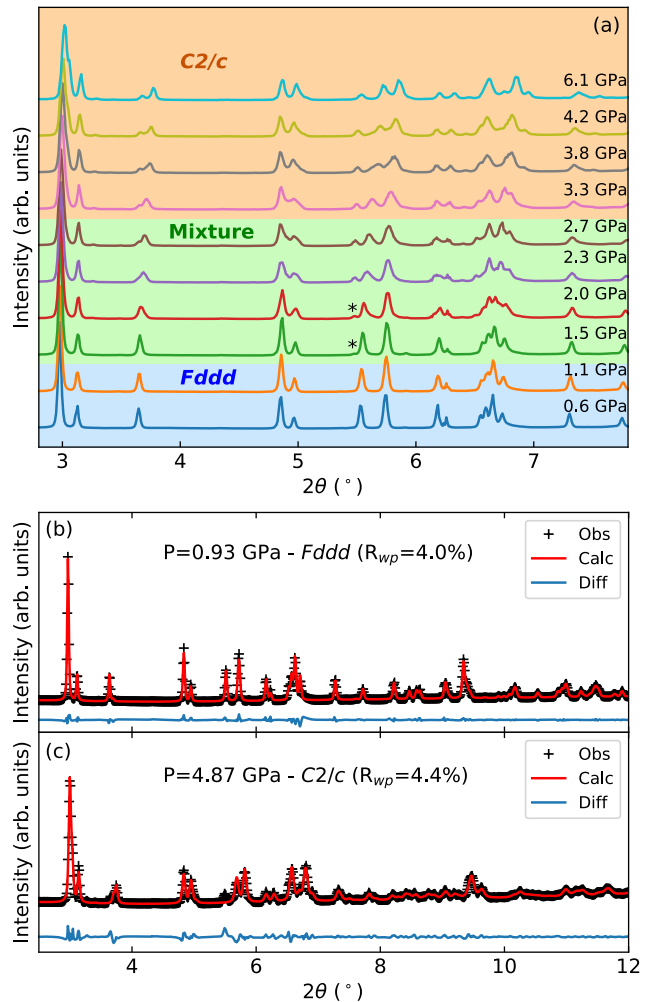 (a)
C2/c
6.1 GPa
4.2 GPa
3.8 GPa
3.3 GPa
Mixture
2.7 GPa
2.3 GPa
* 2.0 GPa
* 1.5 GPa
Fddd
1.1 GPa
0.6 GPa
Intensity (arb. units)
3 4 5 6 7
2θ (°)
(b)
P=0.93 GPa - Fddd (Rwp=4.0%)
Obs
Calc
Diff
Intensity (arb. units)
(c)
P=4.87 GPa - C2/c (Rwp=4.4%)
Obs
Calc
Diff
Intensity (arb. units)
4 6 8 10 12
2θ (°)